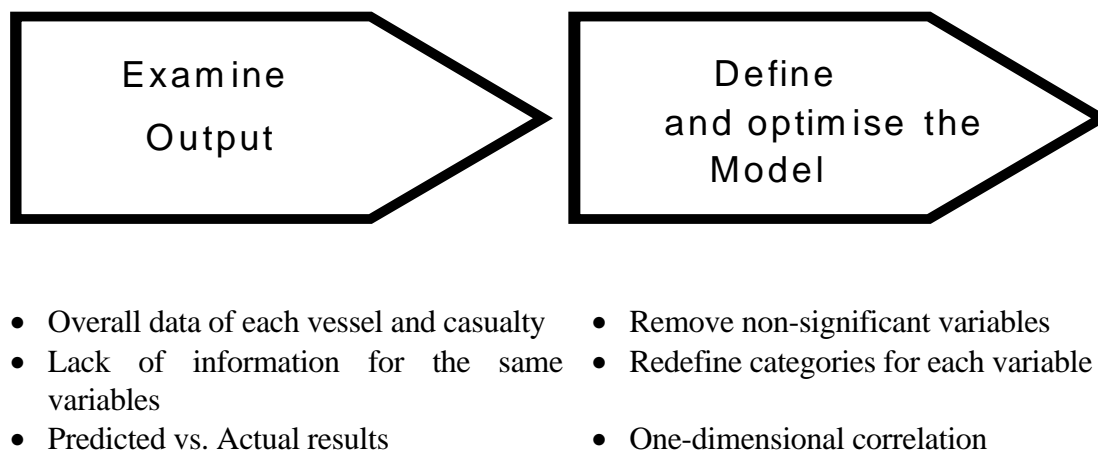 Examine
Output
Define
and optimise the
Model
• Overall data of each vessel and casualty
• Lack of information for the same
variables
• Predicted vs. Actual results
• Remove non-significant variables
• Redefine categories for each variable
• One-dimensional correlation